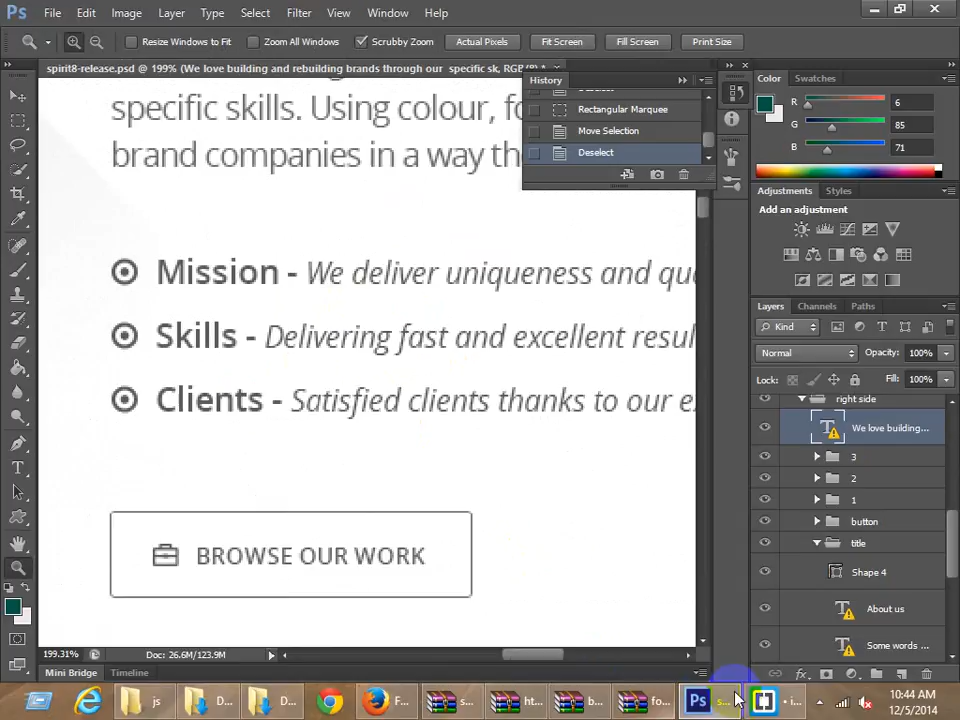 Ps File Edit Image Layer Type Select Filter View Window Help
Resize Windows to Fit Zoom All Windows Scrubby Zoom Actual Pixels Fit Screen Fill Screen Print Size
spirit8-release.psd @ 199% (We love building and rebuilding brands through our specific sk, RGB/8) *
History
Rectangular Marquee
Move Selection
Deselect
Color Swatches
R 6
G 85
B 71
Adjustments Styles
Add an adjustment
Layers Channels Paths
Kind
Normal Opacity: 100%
Lock: Fill: 100%
right side
We love building...
3
2
1
button
title
Shape 4
About us
Some words ...
specific skills. Using colour, fo
brand companies in a way th
Mission - We deliver uniqueness and qu
Skills - Delivering fast and excellent resul
Clients - Satisfied clients thanks to our e
BROWSE OUR WORK
199.31% Doc: 26.6M/123.9M
Mini Bridge Timeline
js D... D... F... s... ht... b... fo... Ps s... • i...
10:44 AM
12/5/2014